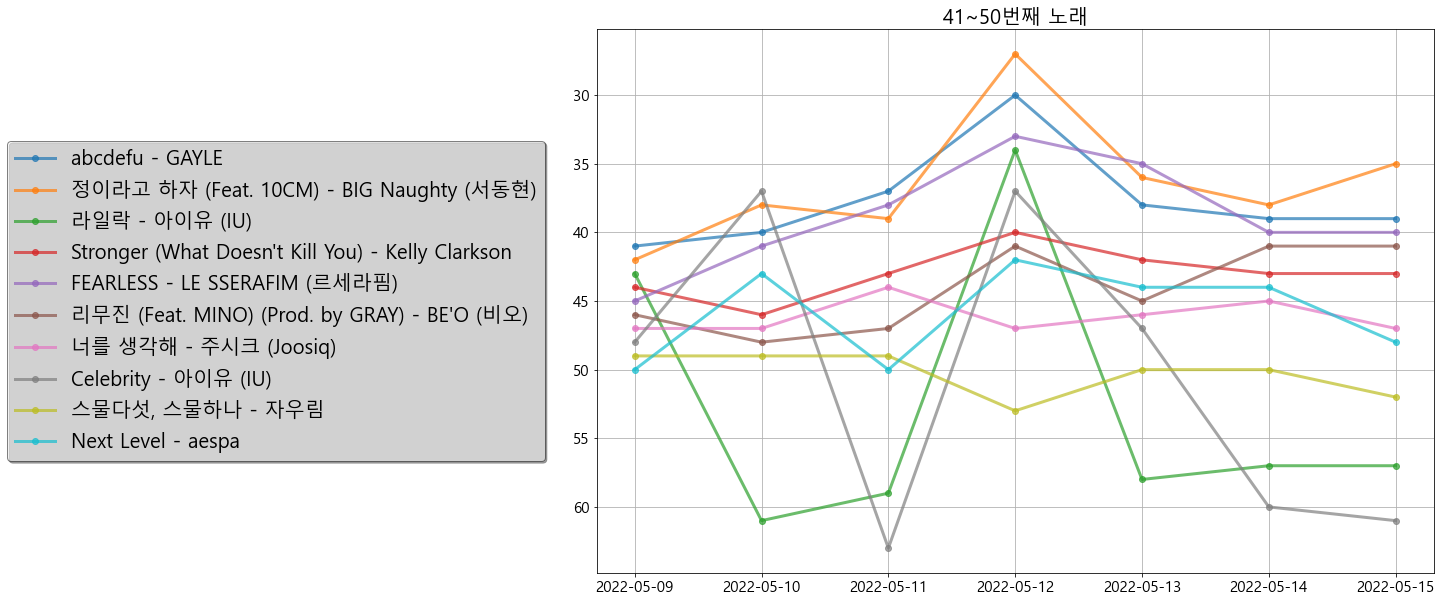 41~50번째 노래
abcdefu - GAYLE
정이라고 하자 (Feat. 10CM) - BIG Naughty (서동현)
라일락 - 아이유 (IU)
Stronger (What Doesn't Kill You) - Kelly Clarkson
FEARLESS - LE SSERAFIM (르세라핌)
리무진 (Feat. MINO) (Prod. by GRAY) - BE'O (비오)
너를 생각해 - 주시크 (Joosiq)
Celebrity - 아이유 (IU)
스물다섯, 스물하나 - 자우림
Next Level - aespa
30
35
40
45
50
55
60
2022-05-09 2022-05-10 2022-05-11 2022-05-12 2022-05-13 2022-05-14 2022-05-15